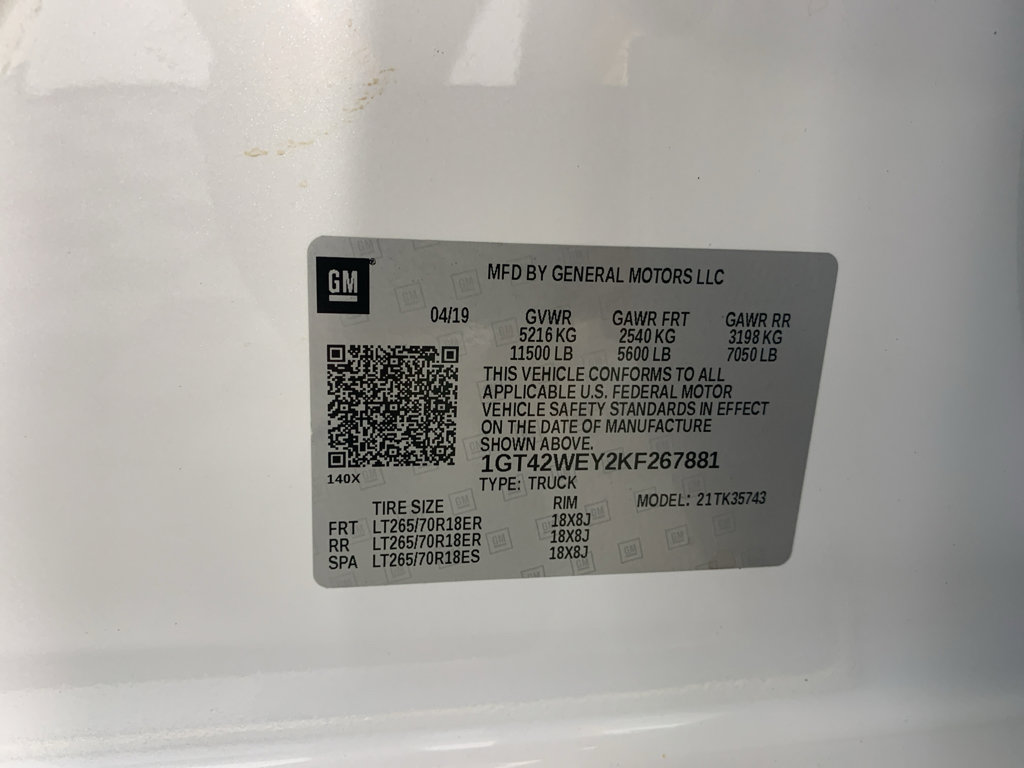 GM ®
MFD BY GENERAL MOTORS LLC
04/19 GVWR GAWR FRT GAWR RR
5216 KG 2540 KG 3198 KG
11500 LB 5600 LB 7050 LB
THIS VEHICLE CONFORMS TO ALL
APPLICABLE U.S. FEDERAL MOTOR
VEHICLE SAFETY STANDARDS IN EFFECT
ON THE DATE OF MANUFACTURE
SHOWN ABOVE.
1GT42WEY2KF267881
140X
TYPE: TRUCK
TIRE SIZE RIM MODEL: 21TK35743
FRT LT265/70R18ER 18X8J
RR LT265/70R18ER 18X8J
SPA LT265/70R18ES 18X8J